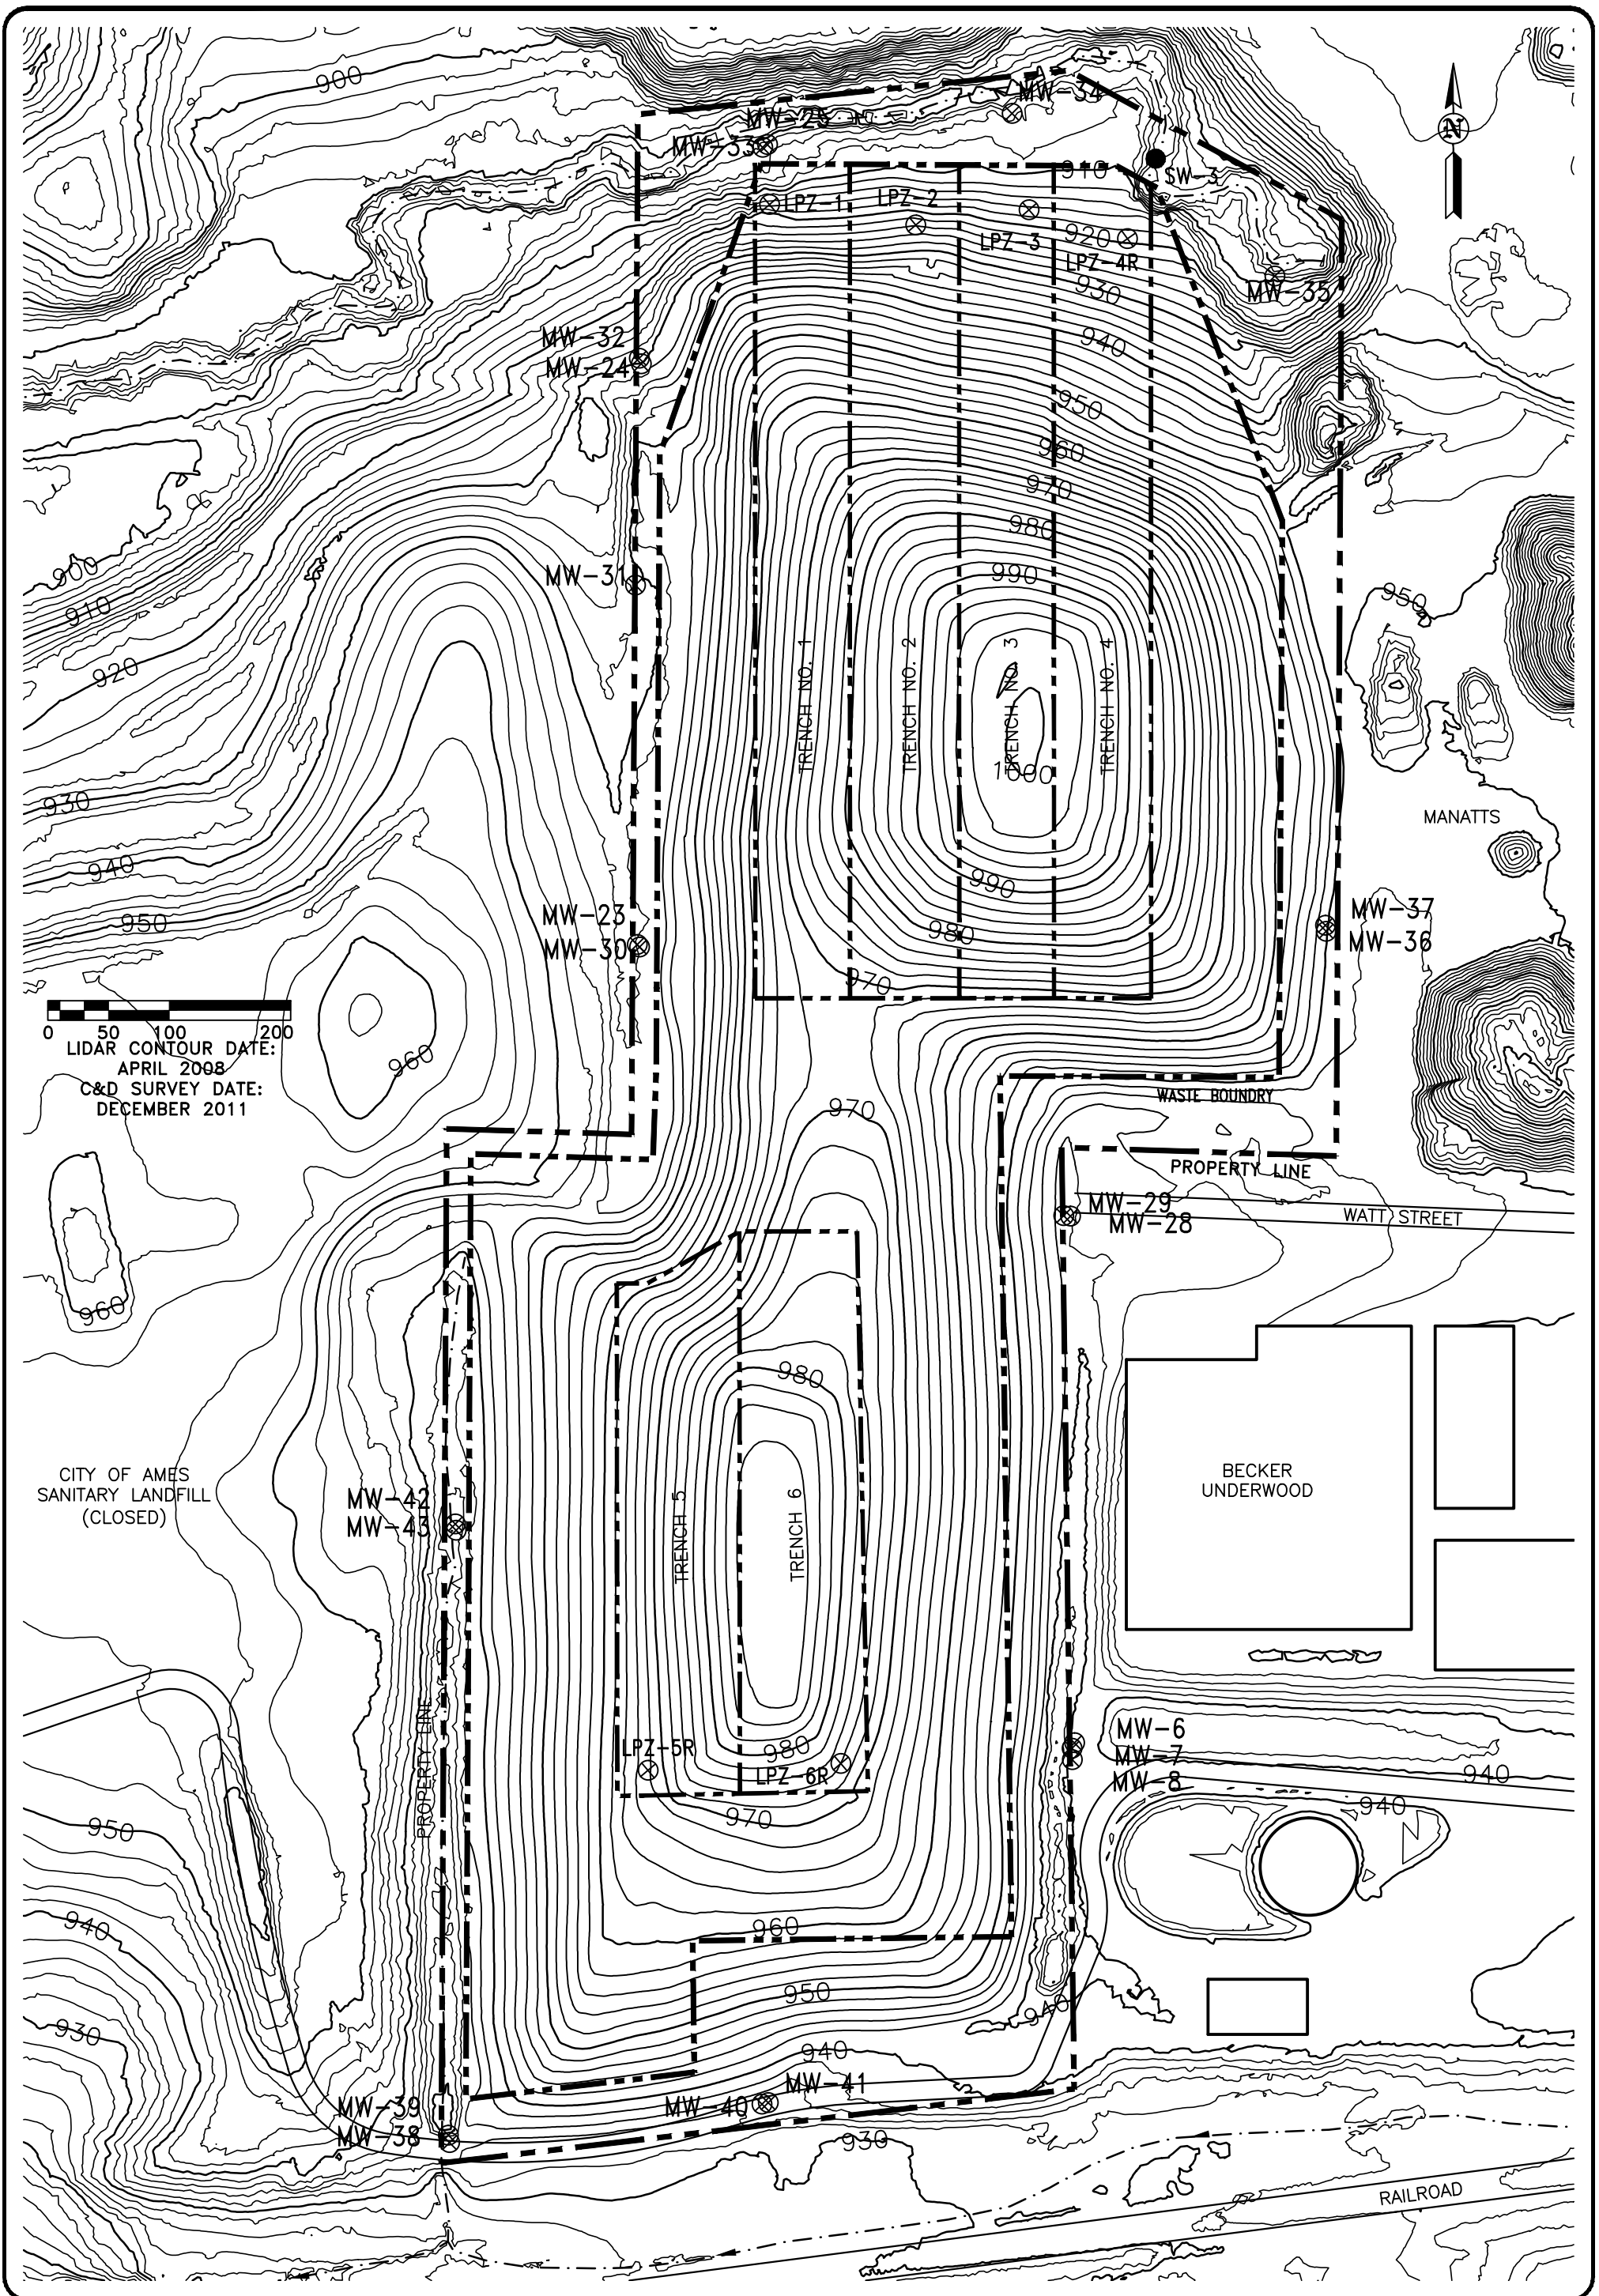 900
MW-34
MW-25
MW-33
N
910
SW-3
LPZ-1
LPZ-2
LPZ-3
920
LPZ-4R
930
MW-35
MW-32
MW-24
940
950
960
970
980
990
MW-31
900
910
920
950
TRENCH NO. 1
TRENCH NO. 2
TRENCH NO. 3
TRENCH NO. 4
1000
930
MANATTS
940
950
990
980
970
MW-23
MW-30
MW-37
MW-36
0 50 100 200
LIDAR CONTOUR DATE:
APRIL 2008
C&D SURVEY DATE:
DECEMBER 2011
960
970
WASTE BOUNDRY
PROPERTY LINE
MW-29
MW-28
WATT STREET
960
980
CITY OF AMES
SANITARY LANDFILL
(CLOSED)
MW-42
MW-43
TRENCH 5
TRENCH 6
BECKER
UNDERWOOD
PROPERTY LINE
LPZ-5R
980
LPZ-6R
MW-6
MW-7
MW-8
940
940
970
950
940
960
950
940
930
940
MW-39
MW-38
MW-40
MW-41
930
RAILROAD